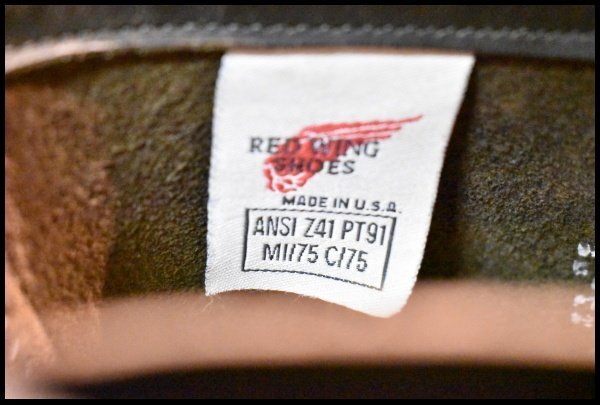 RED WING
SHOES
MADE IN U.S.A.
ANSI Z41 PT91
MI/75 C/75